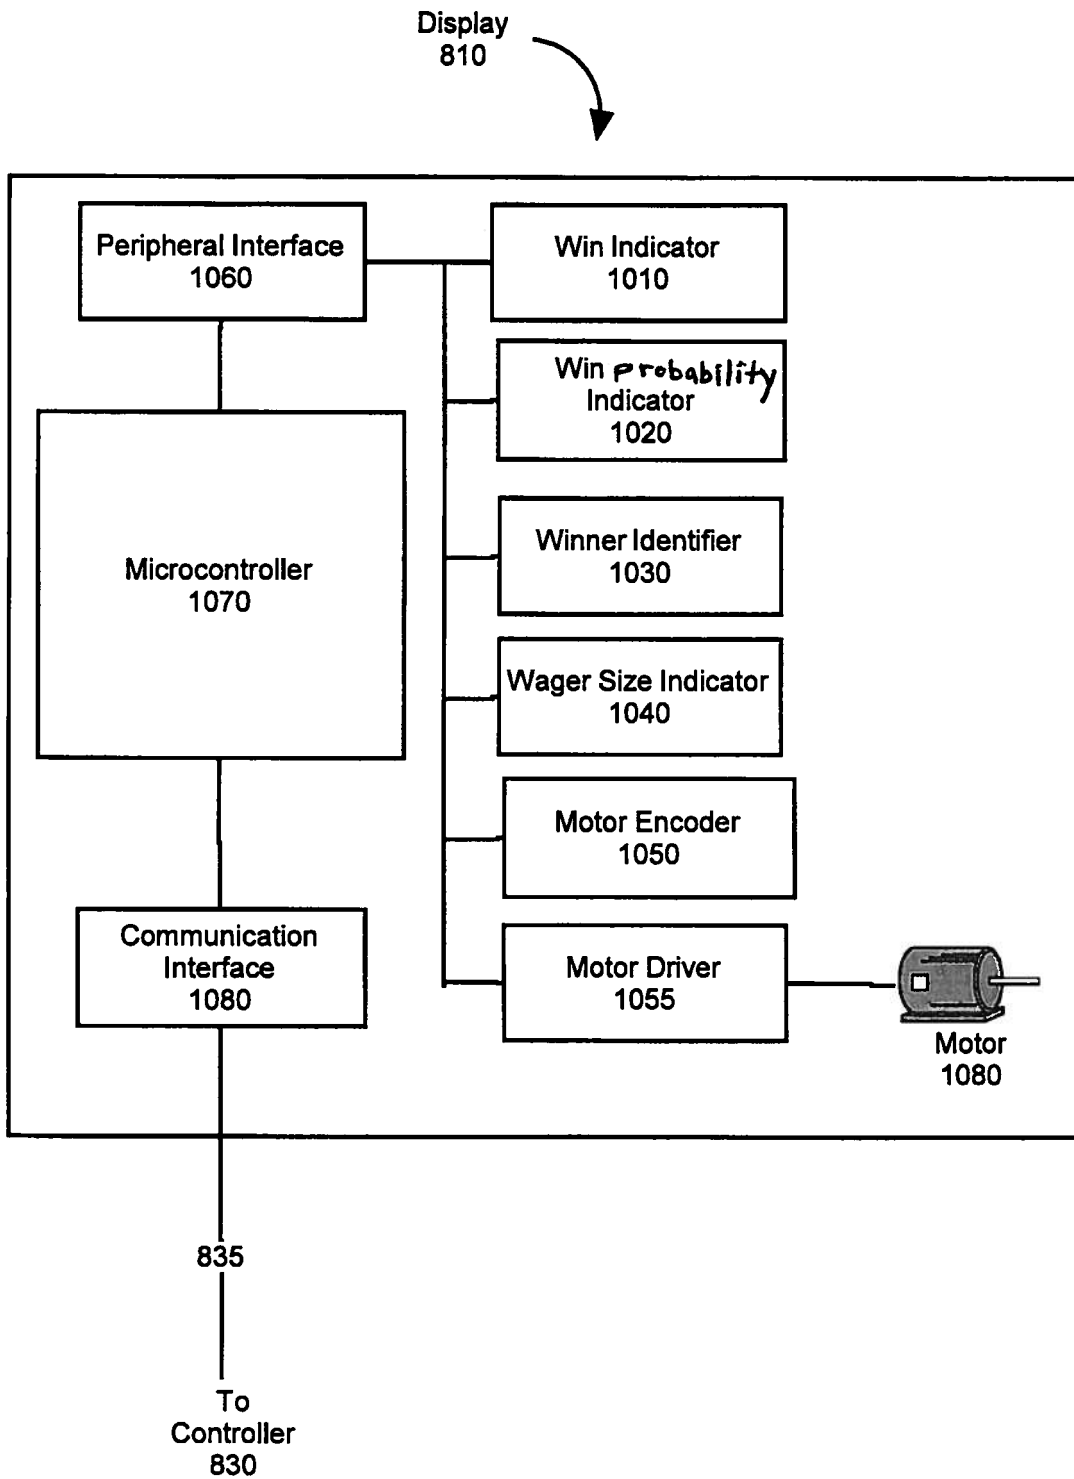 Display
810
Peripheral Interface
1060
Win Indicator
1010
Win probability
Indicator
1020
Microcontroller
1070
Winner Identifier
1030
Wager Size Indicator
1040
Motor Encoder
1050
Communication
Interface
1080
Motor Driver
1055
Motor
1080
835
To
Controller
830